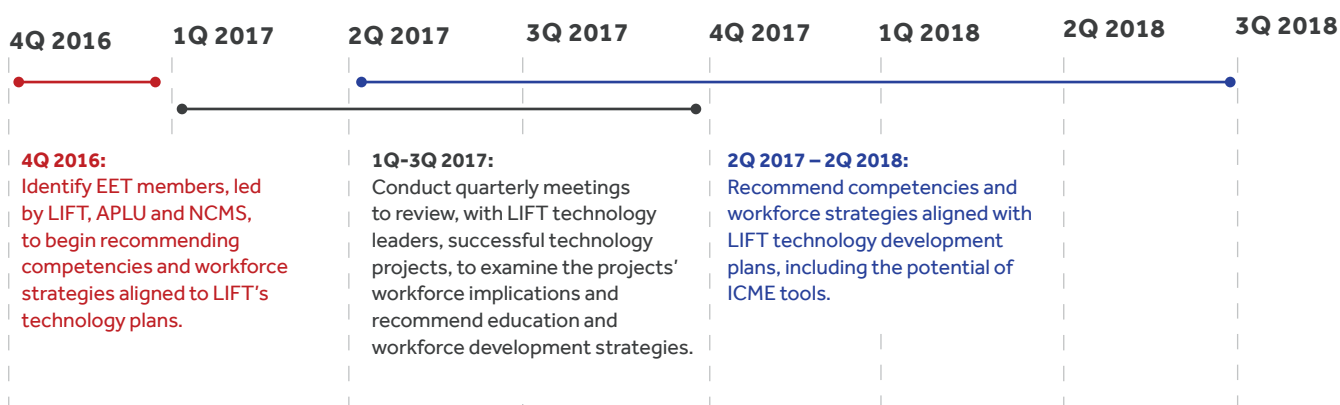 4Q 2016 1Q 2017 2Q 2017 3Q 2017 4Q 2017 1Q 2018 2Q 2018 3Q 2018
4Q 2016:
Identify EET members, led
by LIFT, APLU and NCMS,
to begin recommending
competencies and workforce
strategies aligned to LIFT's
technology plans.
1Q-3Q 2017:
Conduct quarterly meetings
to review, with LIFT technology
leaders, successful technology
projects, to examine the projects'
workforce implications and
recommend education and
workforce development strategies.
2Q 2017 – 2Q 2018:
Recommend competencies and
workforce strategies aligned with
LIFT technology development
plans, including the potential of
ICME tools.